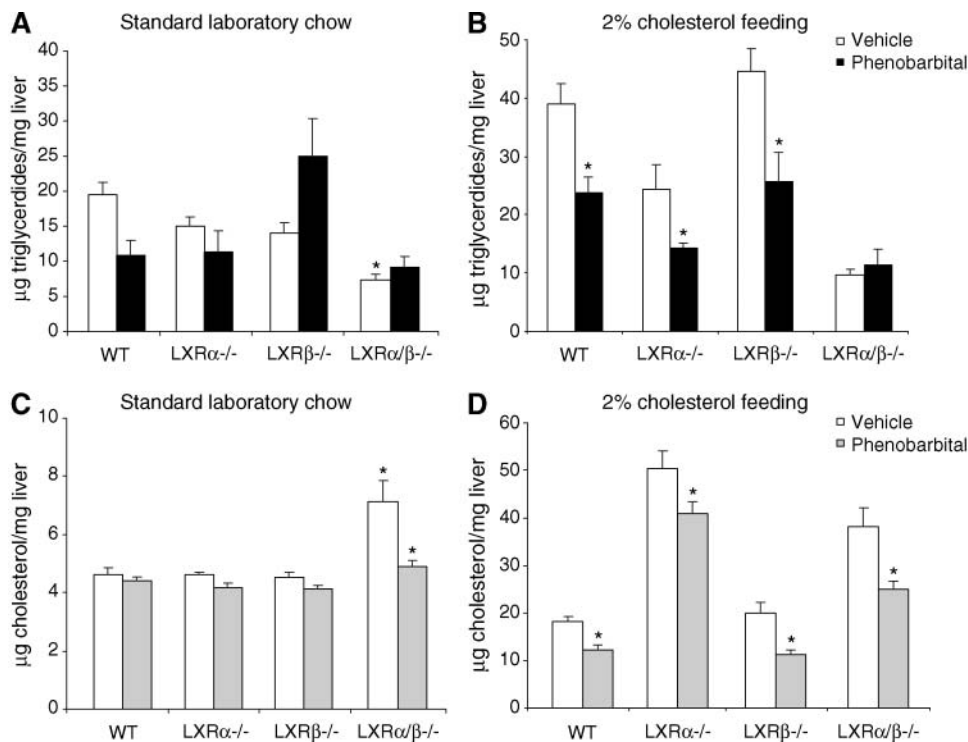 A
Standard laboratory chow
µg triglycerdides/mg liver
40
35
30
25
20
15
10
5
0
*
WT
LXRα-/-
LXRβ-/-
LXRα/β-/-
B
2% cholesterol feeding
Vehicle
Phenobarbital
µg triglycerdides/mg liver
50
40
30
20
10
0
*
*
*
WT
LXRα-/-
LXRβ-/-
LXRα/β-/-
C
Standard laboratory chow
µg cholesterol/mg liver
10
8
6
4
2
0
*
*
WT
LXRα-/-
LXRβ-/-
LXRα/β-/-
D
2% cholesterol feeding
Vehicle
Phenobarbital
µg cholesterol/mg liver
60
50
40
30
20
10
0
*
*
*
*
WT
LXRα-/-
LXRβ-/-
LXRα/β-/-